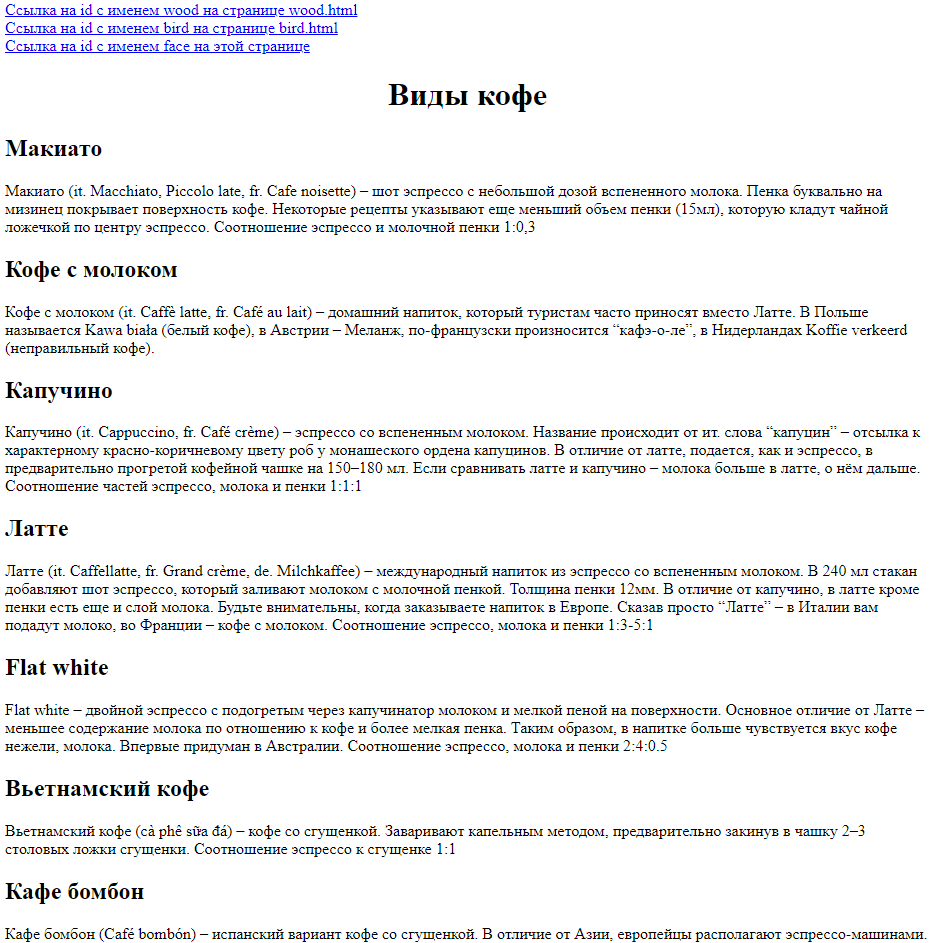 Ссылка на id с именем wood на странице wood.html
Ссылка на id с именем bird на странице bird.html
Ссылка на id с именем face на этой странице
Виды кофе
Макиато
Макиато (it. Macchiato, Piccolo late, fr. Cafe noisette) – шот эспрессо с небольшой дозой вспененного молока. Пенка буквально на
мизинец покрывает поверхность кофе. Некоторые рецепты указывают еще меньший объем пенки (15мл), которую кладут чайной
ложечкой по центру эспрессо. Соотношение эспрессо и молочной пенки 1:0,3
Кофе с молоком
Кофе с молоком (it. Caffè latte, fr. Café au lait) – домашний напиток, который туристам часто приносят вместо Латте. В Польше
называется Kawa biała (белый кофе), в Австрии – Меланж, по-французски произносится “кафэ-о-ле”, в Нидерландах Koffie verkeerd
(неправильный кофе).
Капучино
Капучино (it. Cappuccino, fr. Café crème) – эспрессо со вспененным молоком. Название происходит от ит. слова “капуцин” – отсылка к
характерному красно-коричневому цвету роб у монашеского ордена капуцинов. В отличие от латте, подается, как и эспрессо, в
предварительно прогретой кофейной чашке на 150–180 мл. Если сравнивать латте и капучино – молока больше в латте, о нём дальше.
Соотношение частей эспрессо, молока и пенки 1:1:1
Латте
Латте (it. Caffellatte, fr. Grand crème, de. Milchkaffee) – международный напиток из эспрессо со вспененным молоком. В 240 мл стакан
добавляют шот эспрессо, который заливают молоком с молочной пенкой. Толщина пенки 12мм. В отличие от капучино, в латте кроме
пенки есть еще и слой молока. Будьте внимательны, когда заказываете напиток в Европе. Сказав просто “Латте” – в Италии вам
подадут молоко, во Франции – кофе с молоком. Соотношение эспрессо, молока и пенки 1:3-5:1
Flat white
Flat white – двойной эспрессо с подогретым через капучинатор молоком и мелкой пеной на поверхности. Основное отличие от Латте –
меньшее содержание молока по отношению к кофе и более мелкая пенка. Таким образом, в напитке больше чувствуется вкус кофе
нежели, молока. Впервые придуман в Австралии. Соотношение эспрессо, молока и пенки 2:4:0.5
Вьетнамский кофе
Вьетнамский кофе (cà phê sữa đá) – кофе со сгущенкой. Заваривают капельным методом, предварительно закинув в чашку 2–3
столовых ложки сгущенки. Соотношение эспрессо к сгущенке 1:1
Кафе бомбон
Кафе бомбон (Café bombón) – испанский вариант кофе со сгущенкой. В отличие от Азии, европейцы располагают эспрессо-машинами.